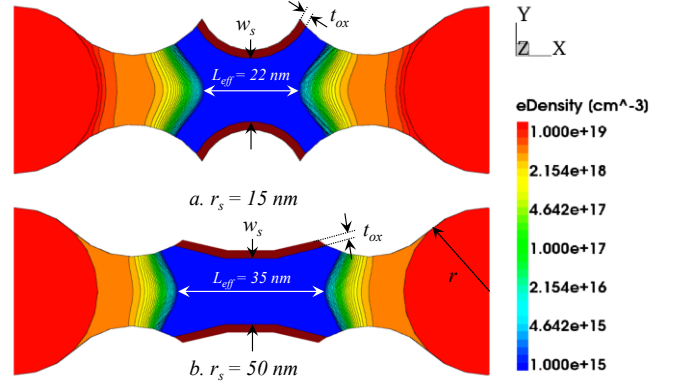 w_s
t_ox
L_eff = 22 nm
a. r_s = 15 nm
w_s
t_ox
L_eff = 35 nm
r
b. r_s = 50 nm
Y
Z X
eDensity (cm^-3)
1.000e+19
2.154e+18
4.642e+17
1.000e+17
2.154e+16
4.642e+15
1.000e+15